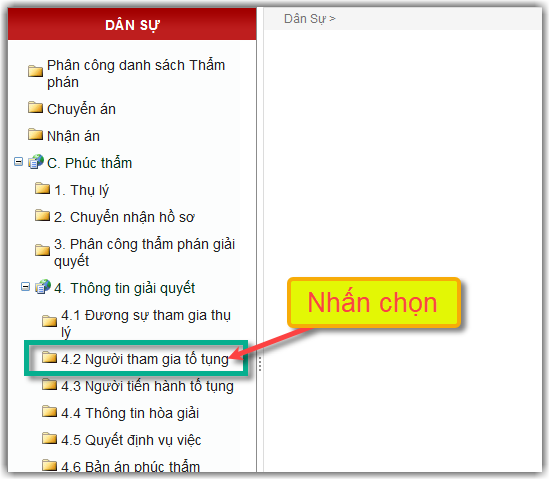 DÂN SỰ
Dân Sự >
Phân công danh sách Thẩm
phán
Chuyển án
Nhận án
C. Phúc thẩm
1. Thụ lý
2. Chuyển nhận hồ sơ
3. Phân công thẩm phán giải
quyết
4. Thông tin giải quyết
Nhấn chọn
4.1 Đương sự tham gia thụ
lý
4.2 Người tham gia tố tụng
4.3 Người tiến hành tố tụng
4.4 Thông tin hòa giải
4.5 Quyết định vụ việc
4.6 Bản án phúc thẩm